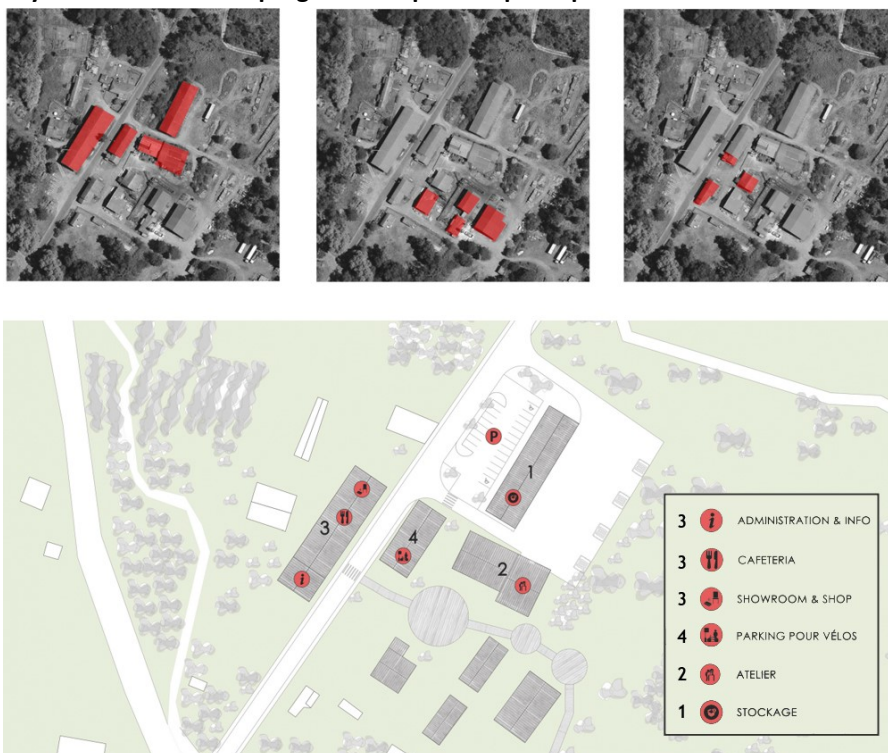 P
1
3
4
2
3 ADMINISTRATION & INFO
3 CAFETERIA
3 SHOWROOM & SHOP
4 PARKING POUR VÉLOS
2 ATELIER
1 STOCKAGE